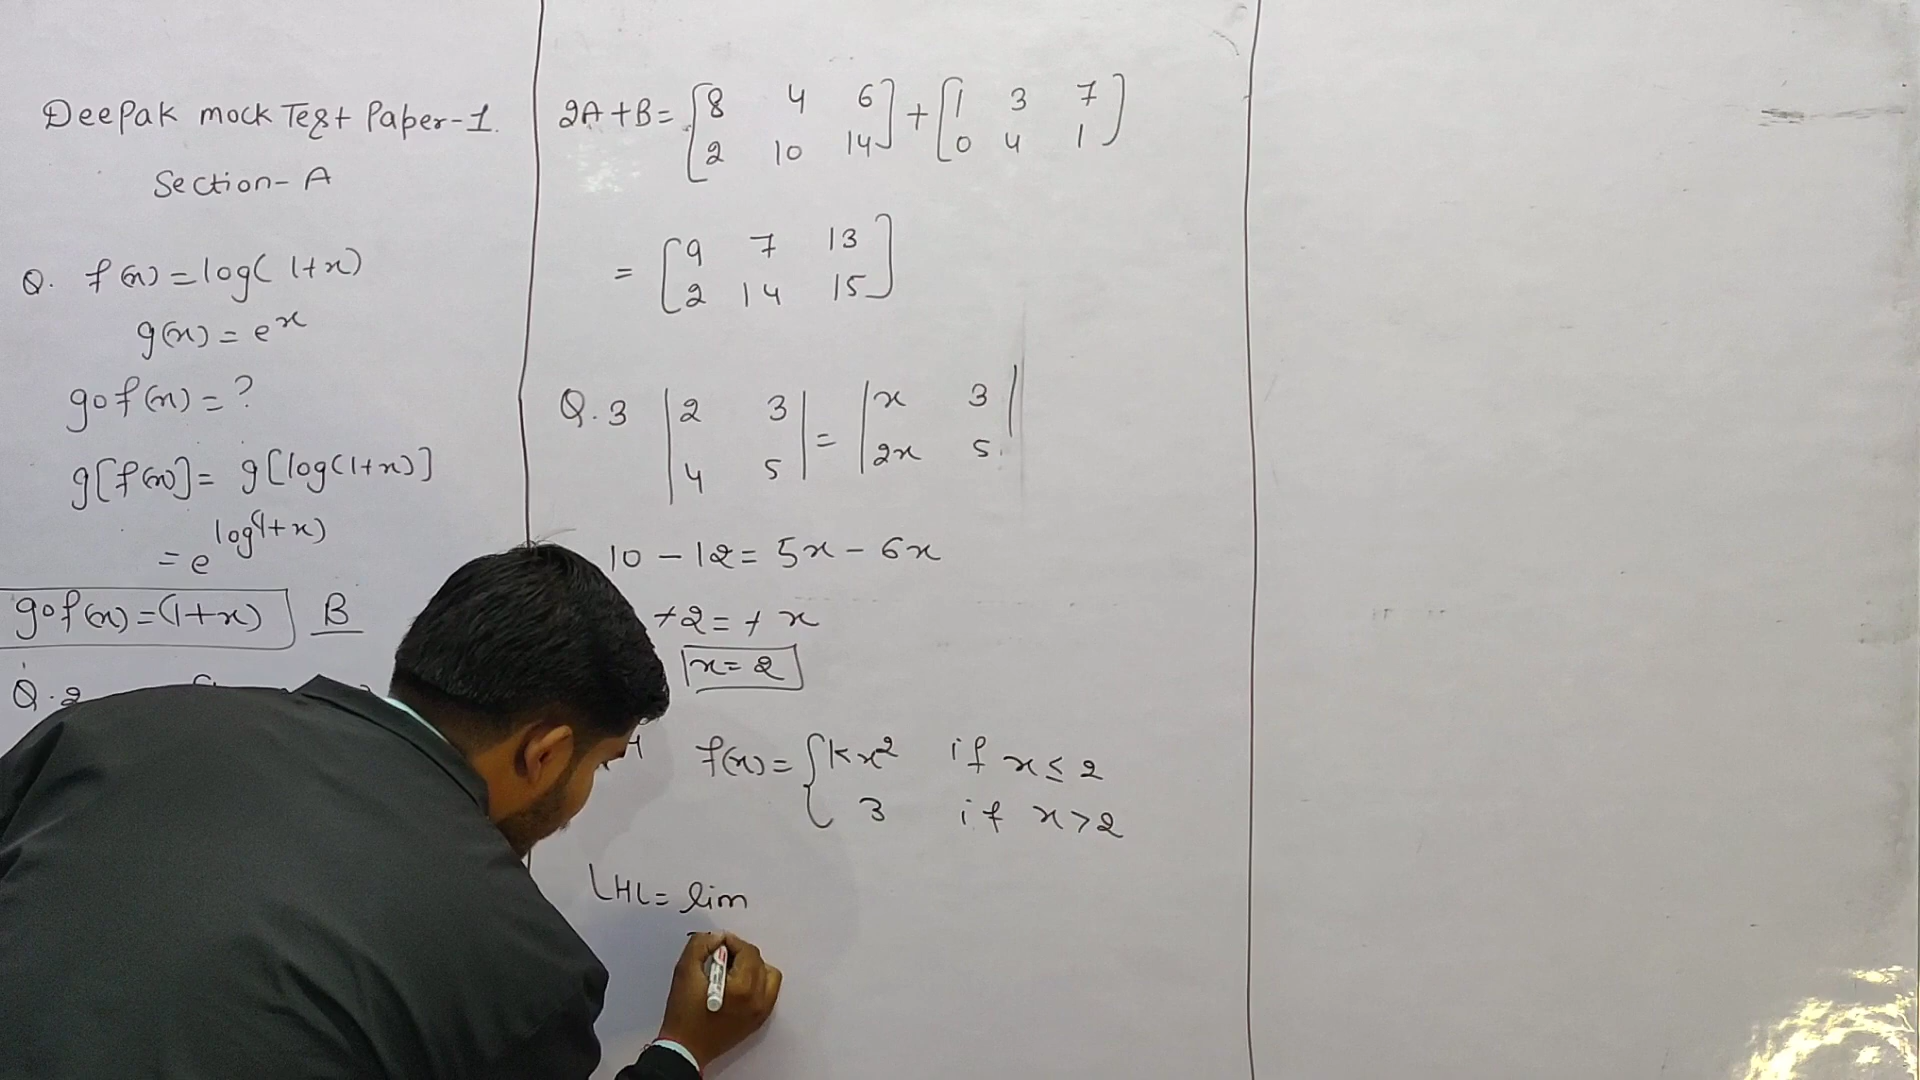 Deepak mock Test Paper-1.
Section-A
Q. f(x)=log(1+x)
g(x)=e^x
gof(x)=?
g[f(x)]= g[log(1+x)]
=e^log(1+x)
gof(x)=(1+x) B
Q.2
2A+B= [8 4 6] + [1 3 7]
[2 10 14] [0 4 1]
= [9 7 13]
[2 14 15]
Q.3 |2 3| = |x 3|
|4 5| |2x 5|
10-12=5x-6x
+2=+x
x=2
f(x)= {kx² if x≤2
3 if x>2
LHL= lim